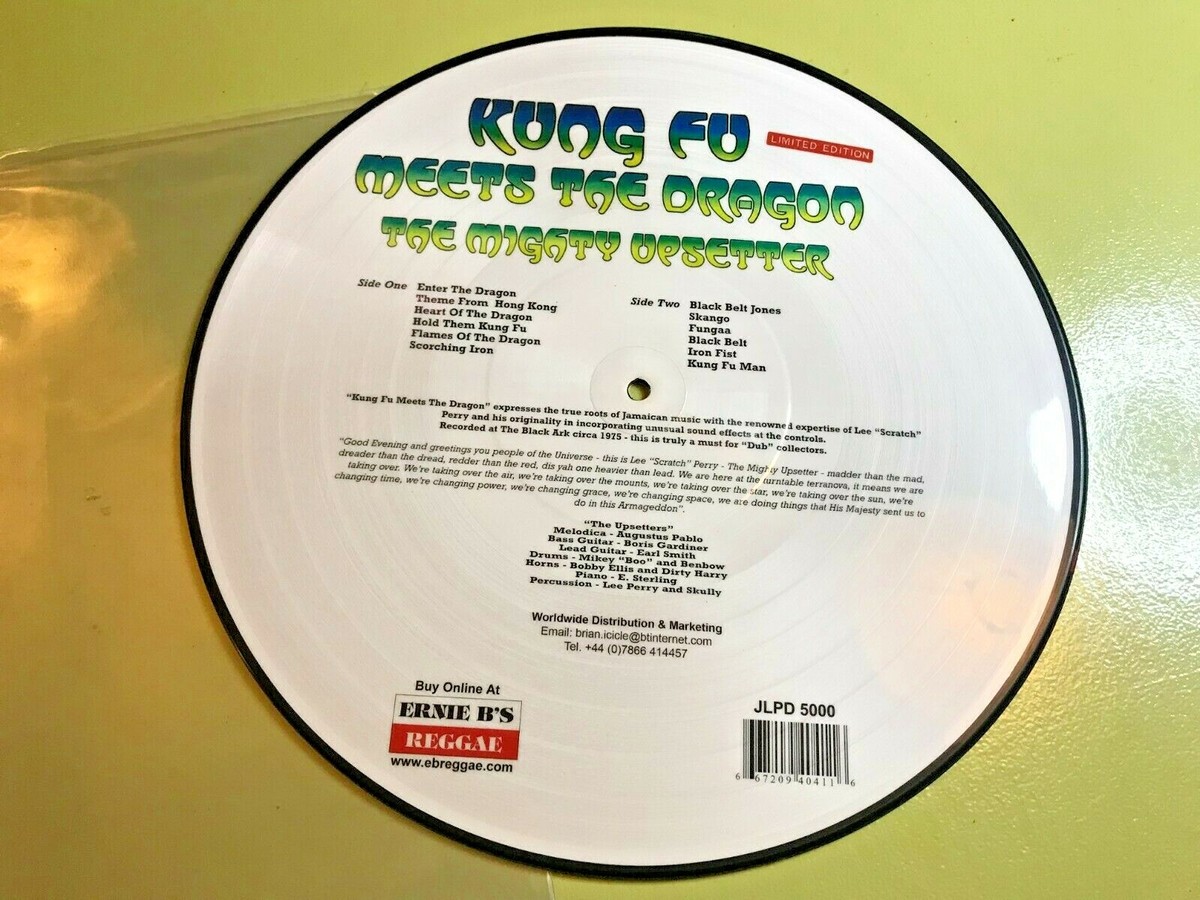 KUNG FU
LIMITED EDITION
MEETS THE DRAGON
THE MIGHTY UPSETTER
Side One Enter The Dragon
Theme From Hong Kong
Heart Of The Dragon
Hold Them Kung Fu
Flames Of The Dragon
Scorching Iron
Side Two Black Belt Jones
Skango
Fungaa
Black Belt
Iron Fist
Kung Fu Man
"Kung Fu Meets The Dragon" expresses the true roots of Jamaican music with the renowned expertise of Lee "Scratch"
Perry and his originality in incorporating unusual sound effects at the controls.
Recorded at The Black Ark circa 1975 - this is truly a must for "Dub" collectors.
"Good Evening and greetings you people of the Universe - this is Lee "Scratch" Perry - The Mighty Upsetter - madder than the mad,
dreader than the dread, redder than the red, dis yah one heavier than lead. We are here at the turntable terranova, it means we are
taking over. We're taking over the air, we're taking over the mounts, we're taking over the star, we're taking over the sun, we're
changing time, we're changing power, we're changing grace, we're changing space, we are doing things that His Majesty sent us to
do in this Armageddon".
"The Upsetters"
Melodica - Augustus Pablo
Bass Guitar - Boris Gardiner
Lead Guitar - Earl Smith
Drums - Mikey "Boo" and Benbow
Horns - Bobby Ellis and Dirty Harry
Piano - E. Sterling
Percussion - Lee Perry and Skully
Worldwide Distribution & Marketing
Email: brian.icicle@btinternet.com
Tel. +44 (0)7866 414457
Buy Online At
ERNIE B'S
REGGAE
www.ebreggae.com
JLPD 5000
6 67209 40411 6